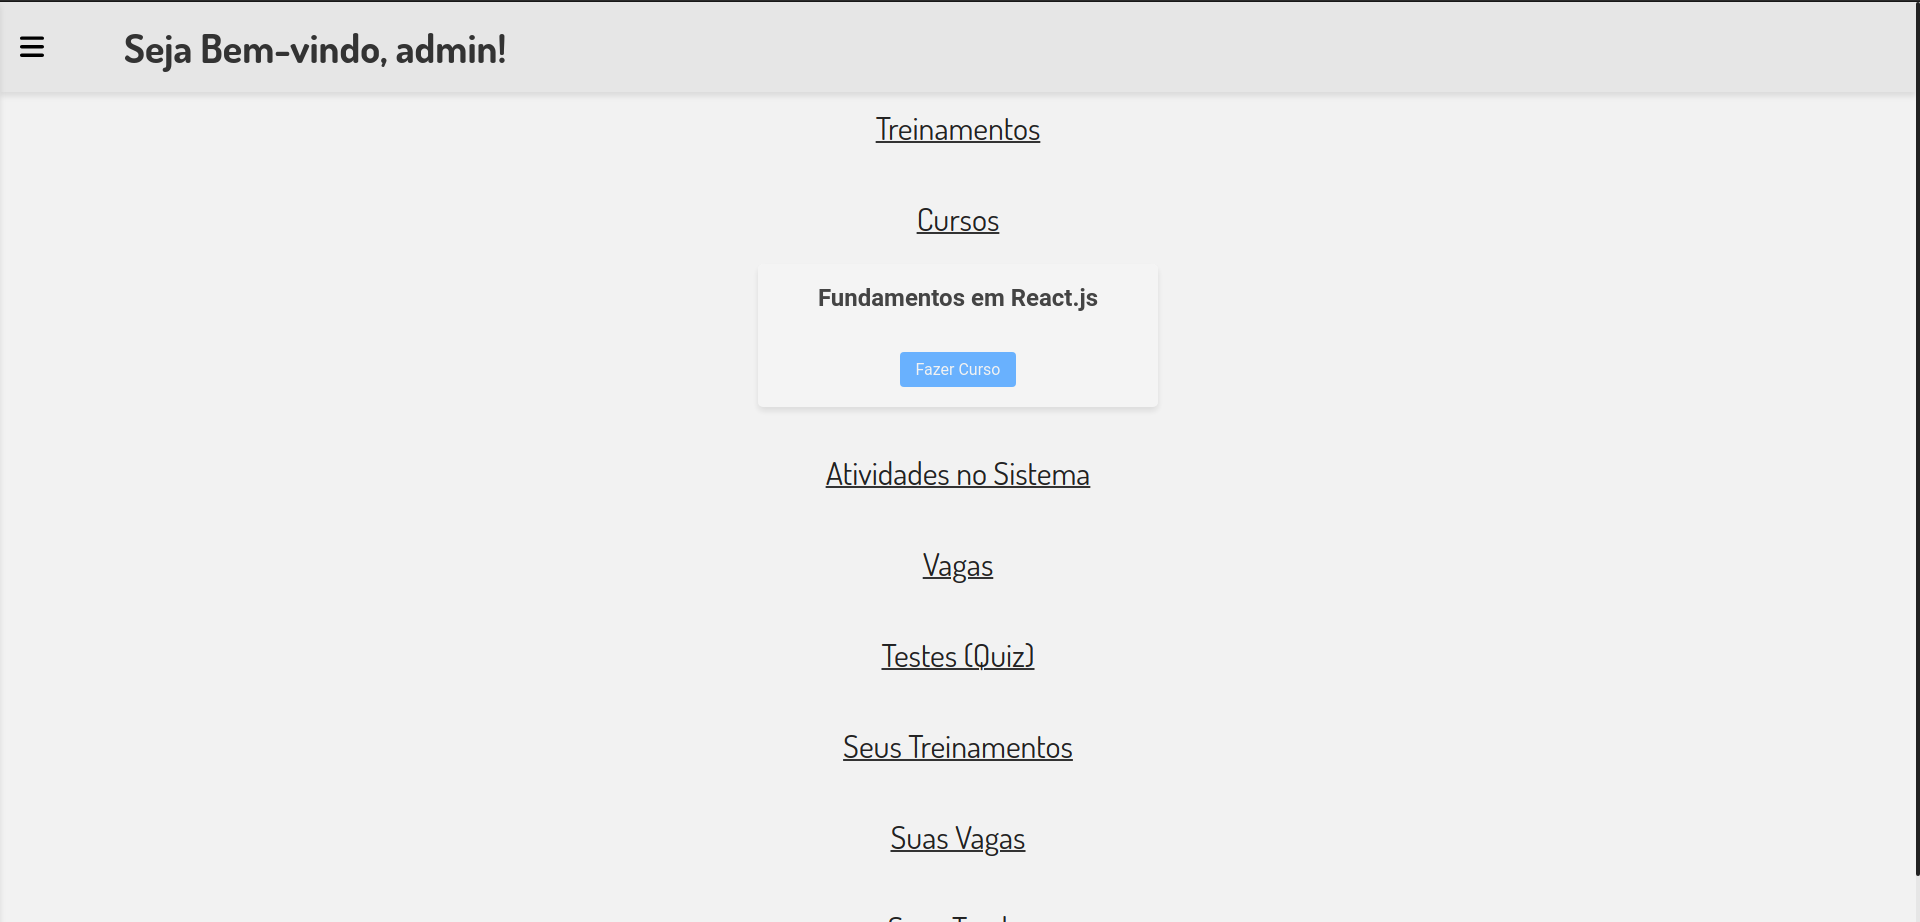 Seja Bem-vindo, admin!
Treinamentos
Cursos
Fundamentos em React.js
Fazer Curso
Atividades no Sistema
Vagas
Testes (Quiz)
Seus Treinamentos
Suas Vagas